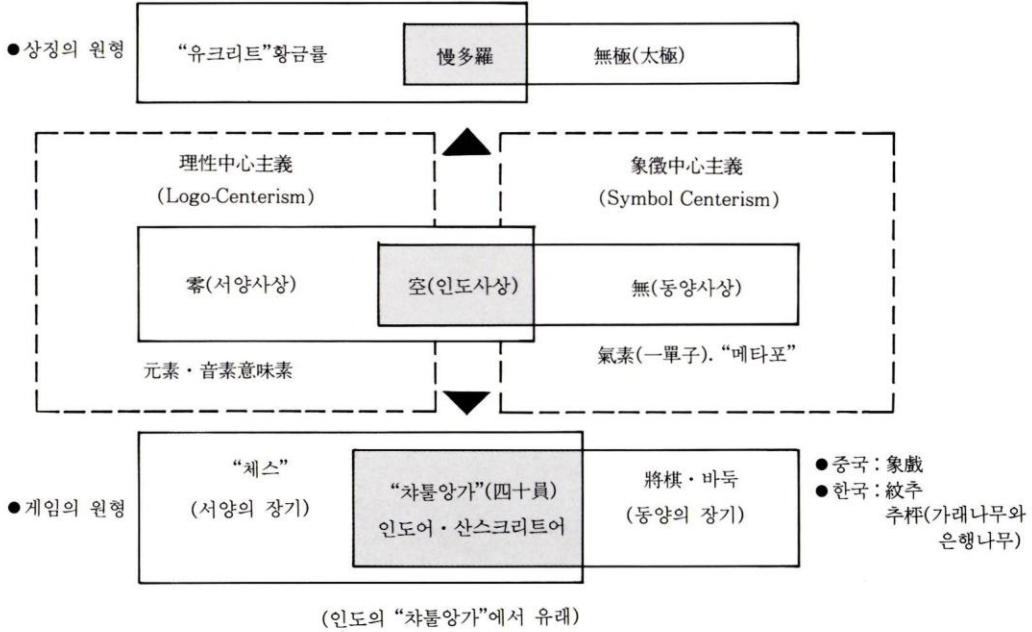 ●상징의 원형
“유크리트”황금률
慢多羅
無極(太極)
理性中心主義
(Logo-Centerism)
象徵中心主義
(Symbol Centerism)
零(서양사상)
空(인도사상)
無(동양사상)
元素·音素意味素
氣素(一單子). “메타포”
●게임의 원형
“체스”
(서양의 장기)
“챠툴앙가”(四十員)
인도어·산스크리트어
將棋·바둑
(동양의 장기)
●중국 : 象戱
●한국 : 紋추
추枰(가래나무와
은행나무)
(인도의 “챠툴앙가”에서 유래)